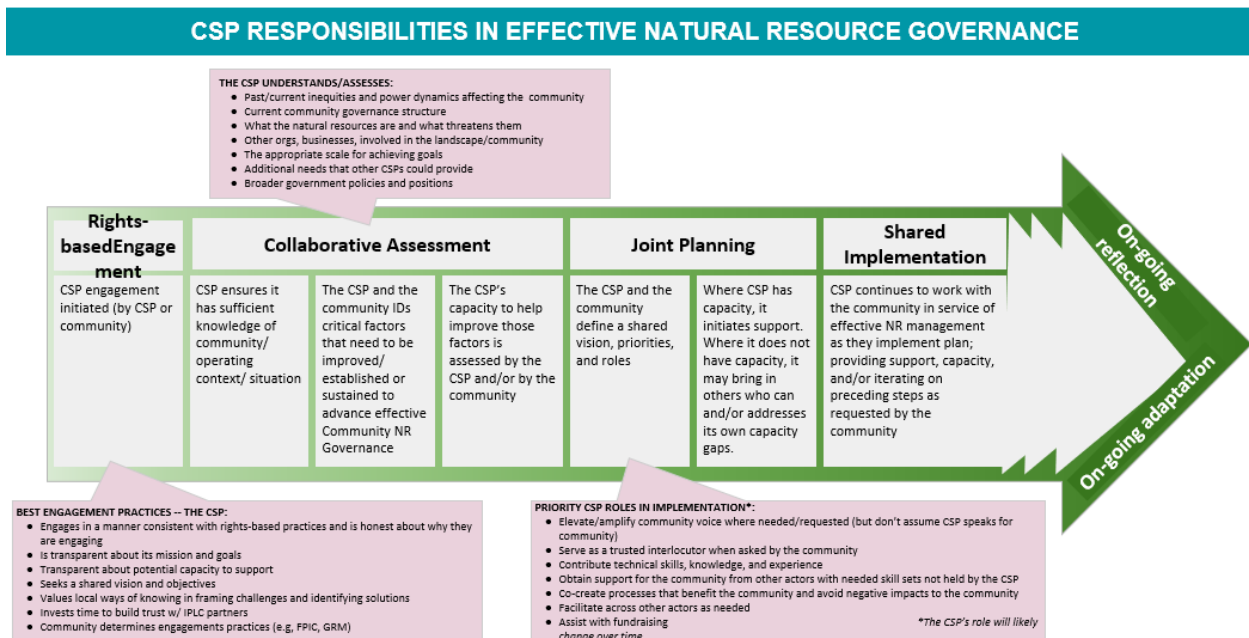 CSP RESPONSIBILITIES IN EFFECTIVE NATURAL RESOURCE GOVERNANCE
THE CSP UNDERSTANDS/ASSESSES:
● Past/current inequities and power dynamics affecting the community
● Current community governance structure
● What the natural resources are and what threatens them
● Other orgs, businesses, involved in the landscape/community
● The appropriate scale for achieving goals
● Additional needs that other CSPs could provide
● Broader government policies and positions
Rights-
basedEngage
ment
CSP engagement
initiated (by CSP or
community)
Collaborative Assessment
CSP ensures it
has sufficient
knowledge of
community/
operating
context/ situation
The CSP and the
community IDs
critical factors
that need to be
improved/
established or
sustained to
advance effective
Community NR
Governance
The CSP’s
capacity to help
improve those
factors is
assessed by the
CSP and/or by the
community
Joint Planning
The CSP and the
community
define a shared
vision, priorities,
and roles
Where CSP has
capacity, it
initiates support.
Where it does not
have capacity, it
may bring in
others who can
and/or addresses
its own capacity
gaps.
Shared
Implementation
CSP continues to work with
the community in service of
effective NR management
as they implement plan;
providing support, capacity,
and/or iterating on
preceding steps as
requested by the
community
On-going
reflection
On-going adaptation
BEST ENGAGEMENT PRACTICES -- THE CSP:
● Engages in a manner consistent with rights-based practices and is honest about why they
are engaging
● Is transparent about its mission and goals
● Transparent about potential capacity to support
● Seeks a shared vision and objectives
● Values local ways of knowing in framing challenges and identifying solutions
● Invests time to build trust w/ IPLC partners
● Community determines engagements practices (e.g, FPIC, GRM)
PRIORITY CSP ROLES IN IMPLEMENTATION*:
● Elevate/amplify community voice where needed/requested (but don't assume CSP speaks for
community)
● Serve as a trusted interlocutor when asked by the community
● Contribute technical skills, knowledge, and experience
● Obtain support for the community from other actors with needed skill sets not held by the CSP
● Co-create processes that benefit the community and avoid negative impacts to the community
● Facilitate across other actors as needed
● Assist with fundraising
*The CSP's role will likely
change over time